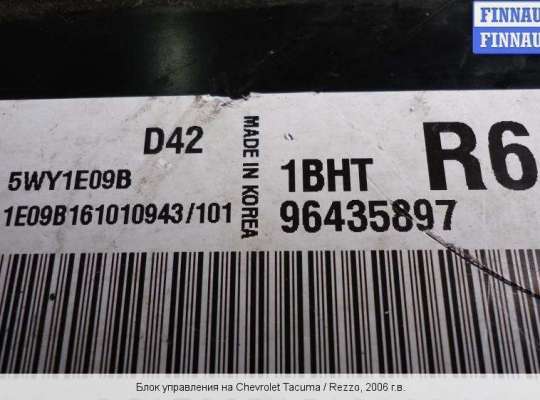 FINNAU
FINNAU
D42
5WY1E09B
1E09B161010943/101
MADE IN KOREA
1BHT
R6
96435897
Блок управления на Chevrolet Tacuma / Rezzo, 2006 г.в.